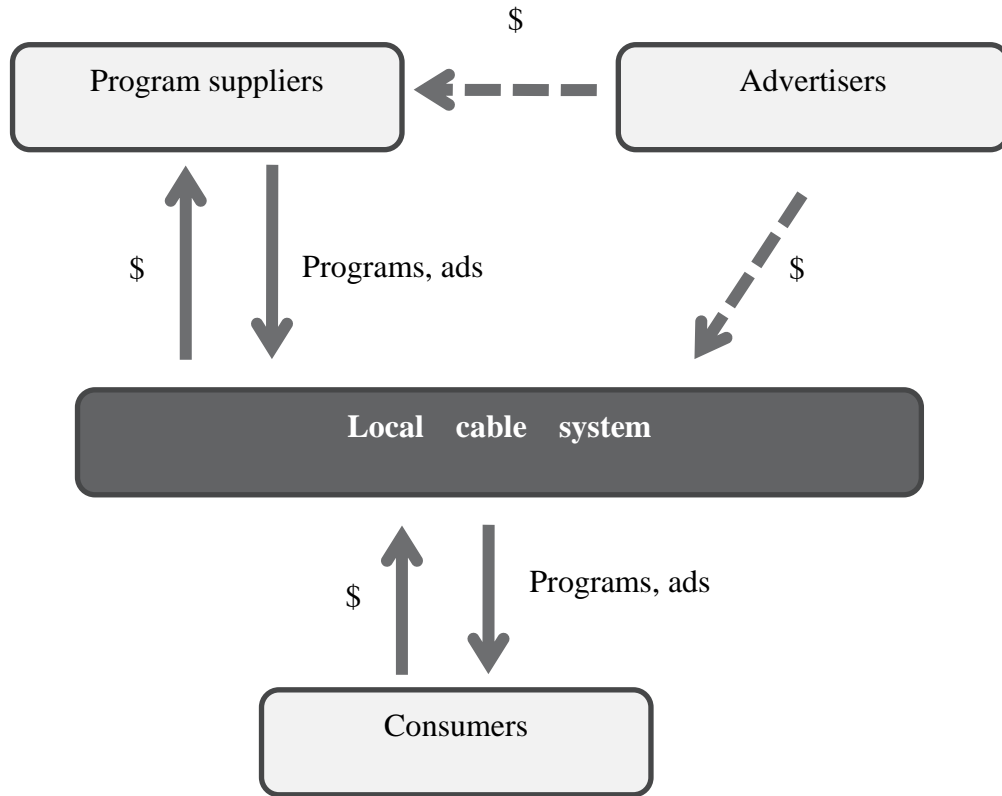 $
Program suppliers
Advertisers
$
Programs, ads
$
Local cable system
$
Programs, ads
Consumers